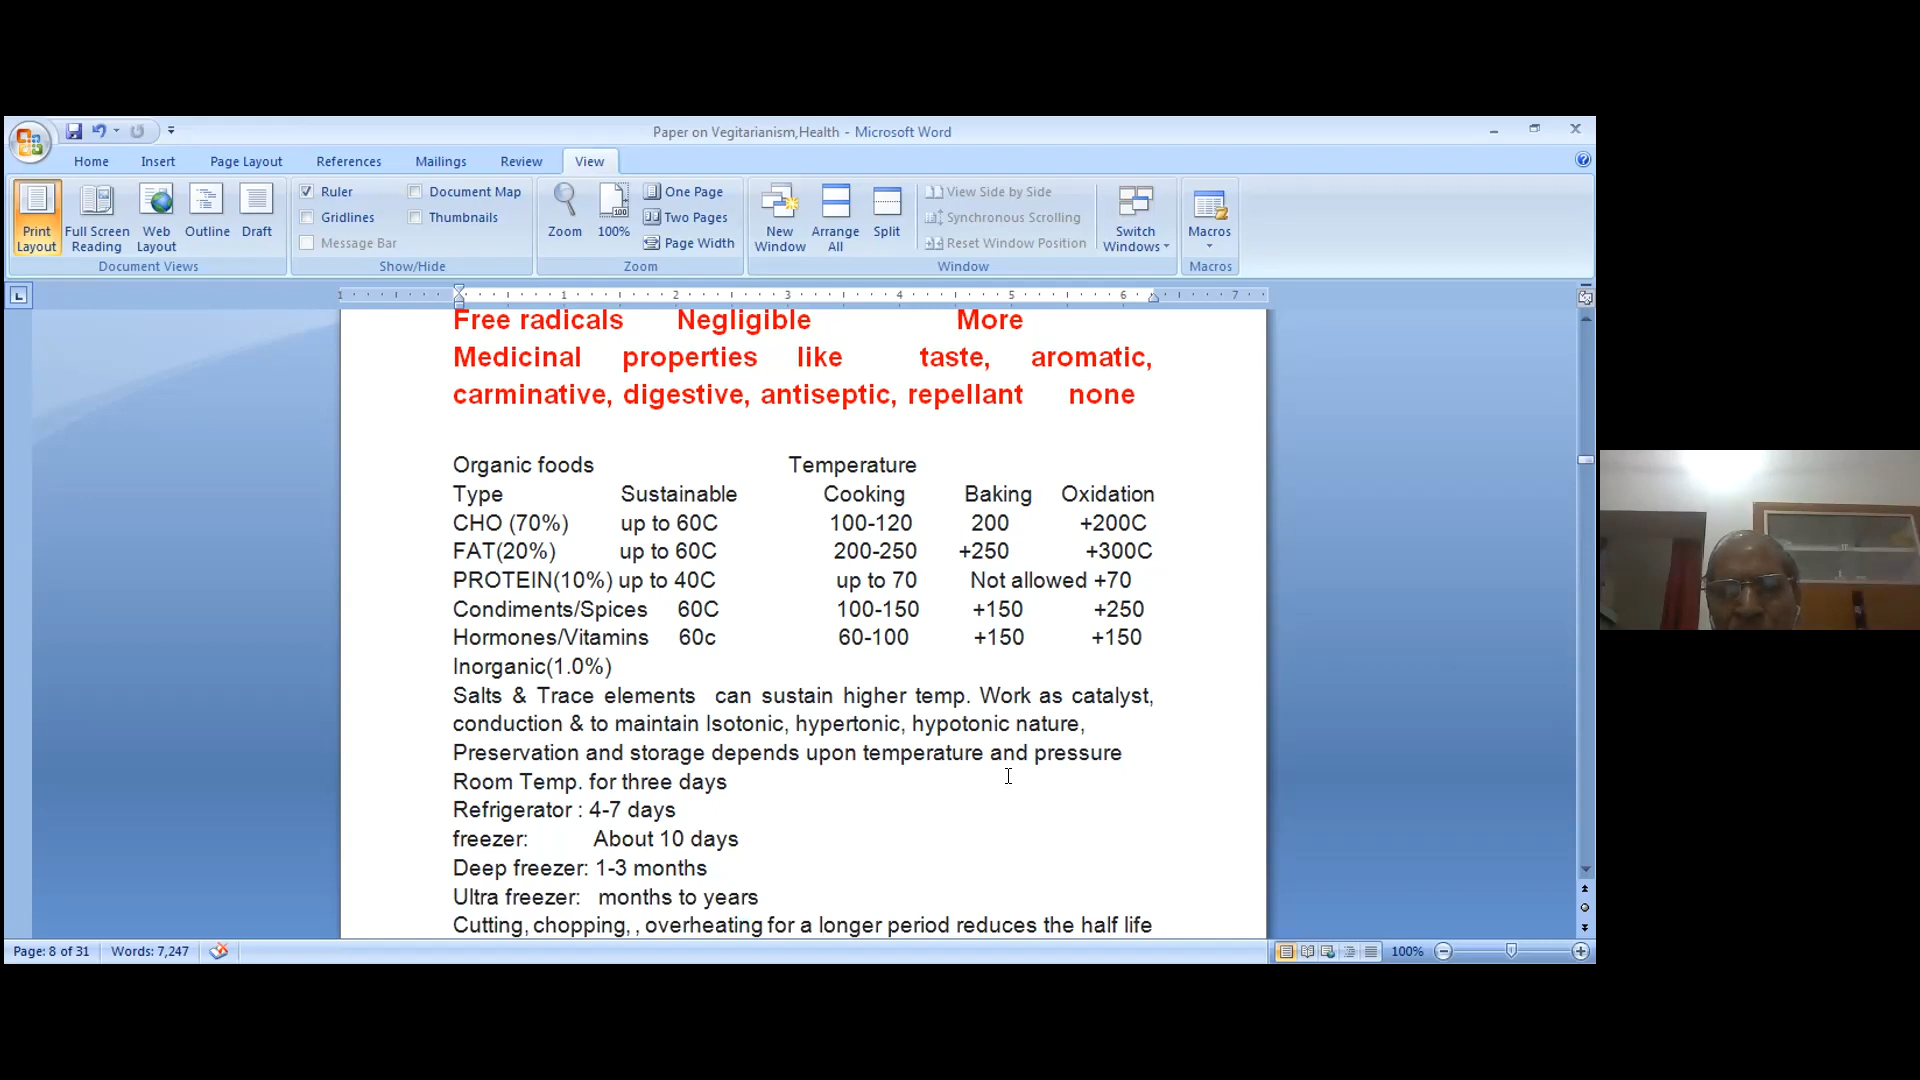 Paper on Vegitarianism,Health - Microsoft Word
Home Insert Page Layout References Mailings Review View
Print Layout
Full Screen Reading
Web Layout
Outline
Draft
Document Views
Ruler
Gridlines
Message Bar
Document Map
Thumbnails
Show/Hide
Zoom
100
100%
One Page
Two Pages
Page Width
Zoom
New Window
Arrange All
Split
View Side by Side
Synchronous Scrolling
Reset Window Position
Window
Switch Windows
Macros
Macros
L
1 1 2 3 4 5 6 7
Free radicals Negligible More
Medicinal properties like taste, aromatic,
carminative, digestive, antiseptic, repellant none
Organic foods Temperature
Type Sustainable Cooking Baking Oxidation
CHO (70%) up to 60C 100-120 200 +200C
FAT(20%) up to 60C 200-250 +250 +300C
PROTEIN(10%) up to 40C up to 70 Not allowed +70
Condiments/Spices 60C 100-150 +150 +250
Hormones/Vitamins 60c 60-100 +150 +150
Inorganic(1.0%)
Salts & Trace elements can sustain higher temp. Work as catalyst,
conduction & to maintain Isotonic, hypertonic, hypotonic nature,
Preservation and storage depends upon temperature and pressure
Room Temp. for three days
Refrigerator : 4-7 days
freezer: About 10 days
Deep freezer: 1-3 months
Ultra freezer: months to years
Cutting, chopping, , overheating for a longer period reduces the half life
Page: 8 of 31 Words: 7,247 100%